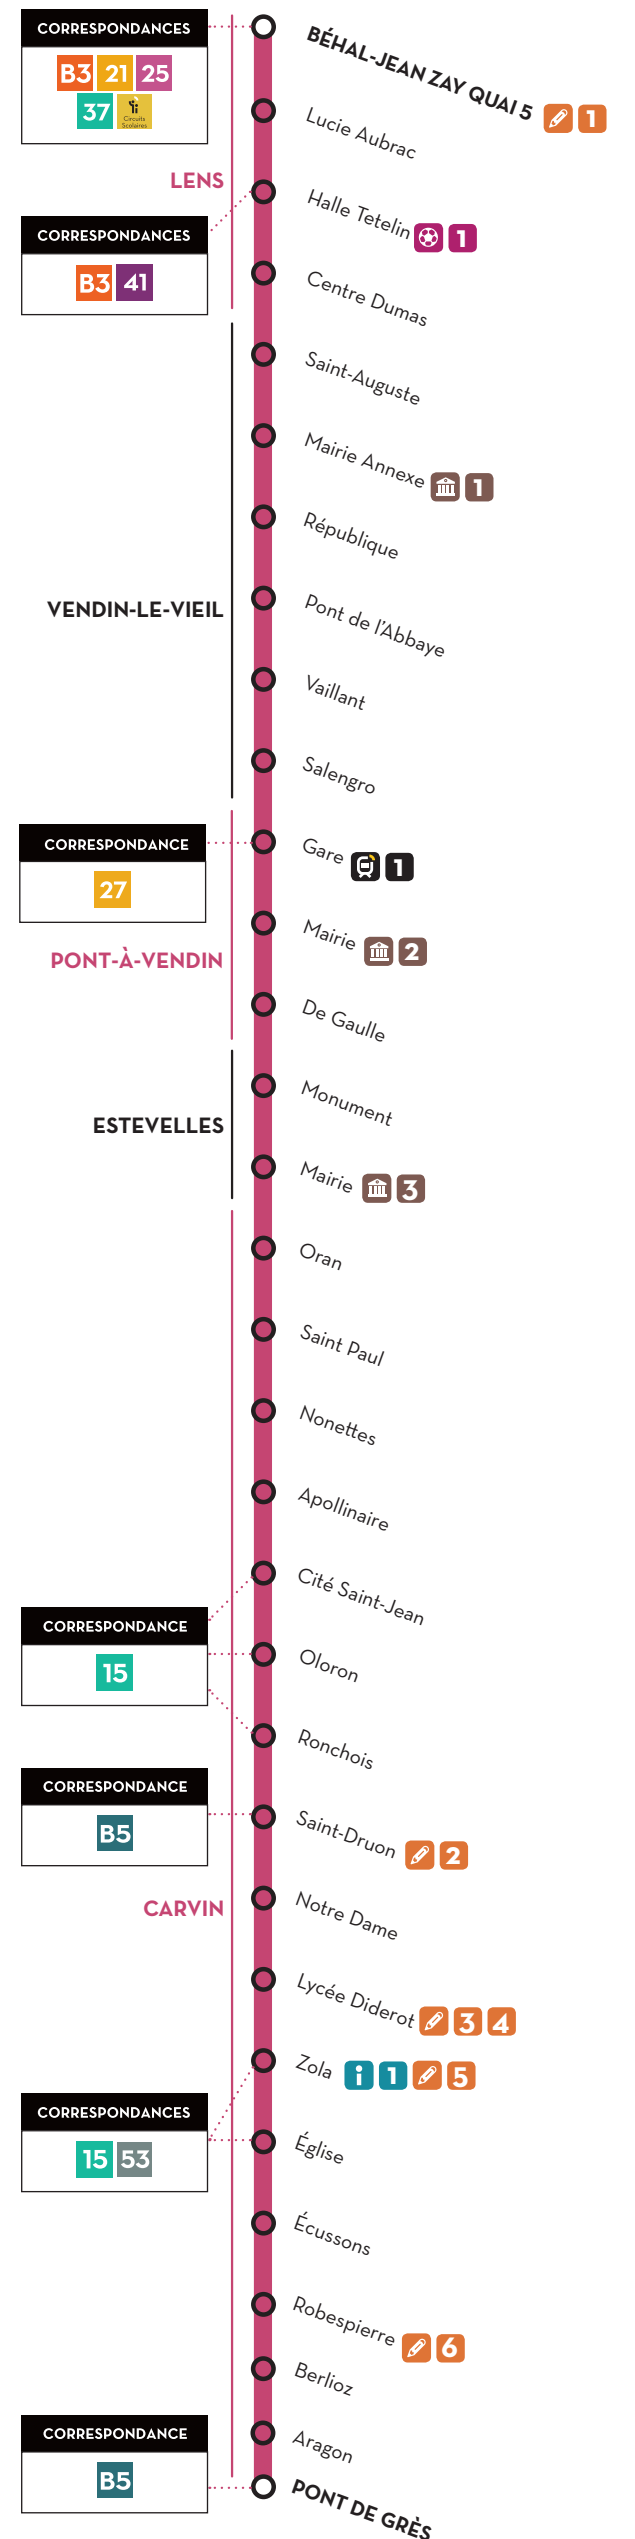 CORRESPONDANCES
B3 21 25
37 Circuits
Scolaires
BÉHAL-JEAN ZAY QUAI 5 1
Lucie Aubrac
LENS
Halle Tetelin 1
CORRESPONDANCES
B3 41
Centre Dumas
Saint-Auguste
Mairie Annexe 1
République
VENDIN-LE-VIEIL
Pont de l'Abbaye
Vaillant
Salengro
CORRESPONDANCE
27
Gare 1
Mairie 2
PONT-À-VENDIN
De Gaulle
Monument
ESTEVELLES
Mairie 3
Oran
Saint Paul
Nonettes
Apollinaire
Cité Saint-Jean
CORRESPONDANCE
15
Oloron
Ronchois
CORRESPONDANCE
B5
Saint-Druon 2
CARVIN
Notre Dame
Lycée Diderot 3 4
Zola i 1 5
CORRESPONDANCES
15 53
Église
Écussons
Robespierre 6
Berlioz
Aragon
CORRESPONDANCE
B5
PONT DE GRÈS